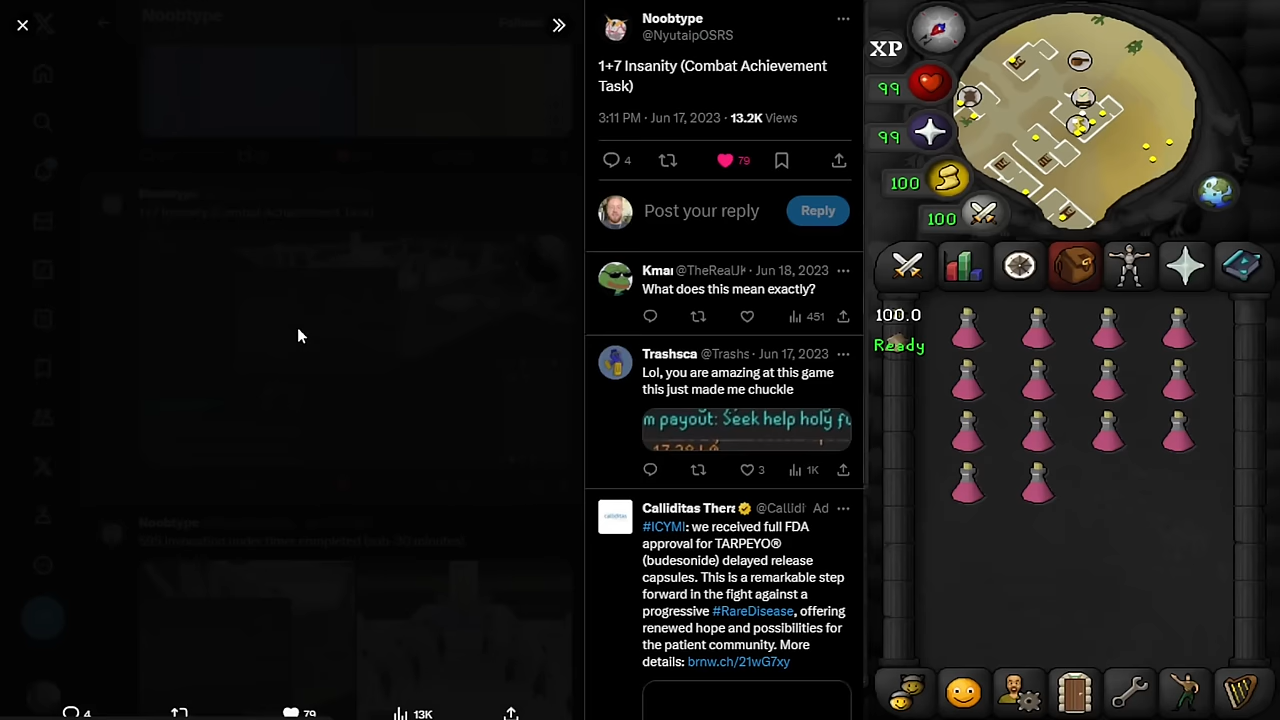 Noobtype
@NyutaipOSRS
1+7 Insanity (Combat Achievement
Task)
3:11 PM · Jun 17, 2023 · 13.2K Views
4
79
Post your reply
Reply
Kmar @TheRealJK · Jun 18, 2023
What does this mean exactly?
451
Trashsca @Trashs · Jun 17, 2023
Lol, you are amazing at this game
this just made me chuckle
m payout: Seek help holy fu
3
1K
Calliditas Thera @Callidi Ad
#ICYMI: we received full FDA
approval for TARPEYO®
(budesonide) delayed release
capsules. This is a remarkable step
forward in the fight against a
progressive #RareDisease, offering
renewed hope and possibilities for
the patient community. More
details: brnw.ch/21wG7xy
4
79
13K
XP
99
99
100
100
100.0
Ready